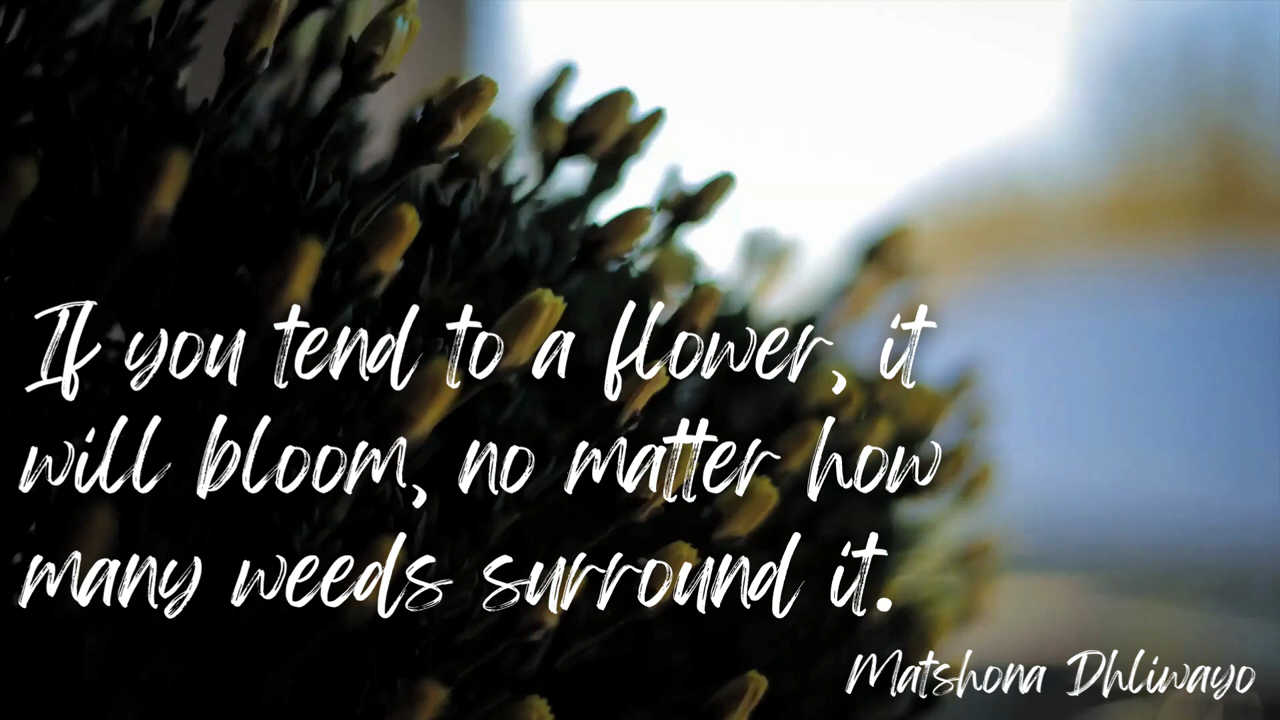 If you tend to a flower, it
will bloom, no matter how
many weeds surround it.
Matshona Dhliwayo